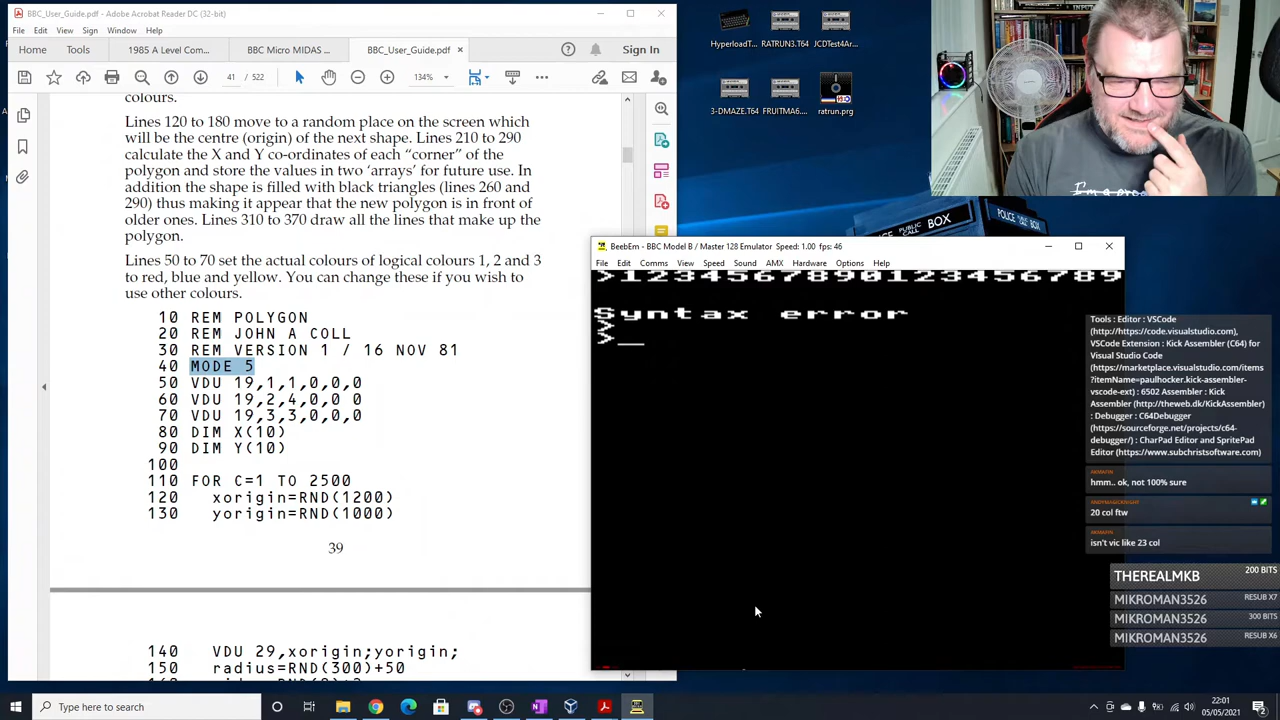 BBC_User_Guide.pdf - Adobe Acrobat Reader DC (32-bit)
File Edit View Sign Window Help
Home Tools 1985 A Level Com... BBC Micro MIDAS ... BBC_User_Guide.pdf Sign In
41 / 522 134%
colours.
Lines 120 to 180 move to a random place on the screen which
will be the centre (origin) of the next shape. Lines 210 to 290
calculate the X and Y co-ordinates of each “corner” of the
polygon and store the values in two ‘arrays’ for future use. In
addition the shape is filled with black triangles (lines 260 and
290) thus making it appear that the new polygon is in front of
older ones. Lines 310 to 370 draw all the lines that make up the
polygon.
Lines 50 to 70 set the actual colours of logical colours 1, 2 and 3
to red, blue and yellow. You can change these if you wish to
use other colours.
10 REM POLYGON
20 REM JOHN A COLL
30 REM VERSION 1 / 16 NOV 81
40 MODE 5
50 VDU 19,1,1,0,0,0
60 VDU 19,2,4,0,0 0
70 VDU 19,3,3,0,0,0
80 DIM X(10)
90 DIM Y(10)
100
110 FOR C=1 TO 2500
120 xorigin=RND(1200)
130 yorigin=RND(1000)
39
140 VDU 29,xorigin;yorigin;
150 radius=RND(300)+50
HyperloadT... RATRUN3.T64 JCDTest4Ar...
3-DMAZE.T64 FRUITMA6.... ratrun.prg
POLICE PUBLIC CALL BOX
BOX
BeebEm - BBC Model B / Master 128 Emulator Speed: 1.00 fps: 46
File Edit Comms View Speed Sound AMX Hardware Options Help
>1234567890123456789
Syntax error
>
>_
Tools : Editor : VSCode
(http://https://code.visualstudio.com),
VSCode Extension : Kick Assembler (C64) for
Visual Studio Code
(https://marketplace.visualstudio.com/items
?itemName=paulhocker.kick-assembler-
vscode-ext) : 6502 Assembler : Kick
Assembler (http://theweb.dk/KickAssembler)
: Debugger : C64Debugger
(https://sourceforge.net/projects/c64-
debugger/) : CharPad Editor and SpritePad
Editor (https://www.subchristsoftware.com)
hmm.. ok, not 100% sure
20 col ftw
isn't vic like 23 col
THEREALMKB 200 BITS
MIKROMAN3526 RESUB X7
MIKROMAN3526 300 BITS
MIKROMAN3526 RESUB X6
Type here to search
22:01
05/05/2021